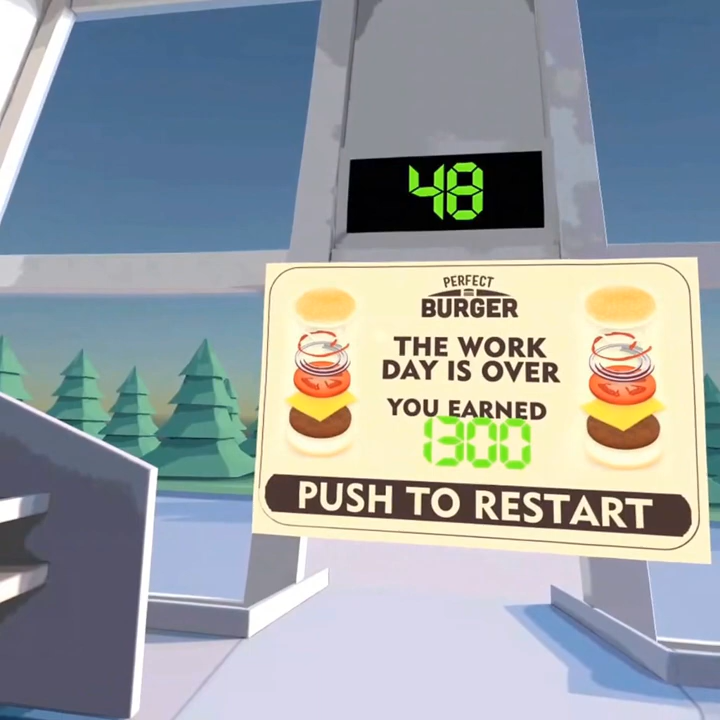 48
PERFECT
BURGER
THE WORK
DAY IS OVER
YOU EARNED
1300
PUSH TO RESTART